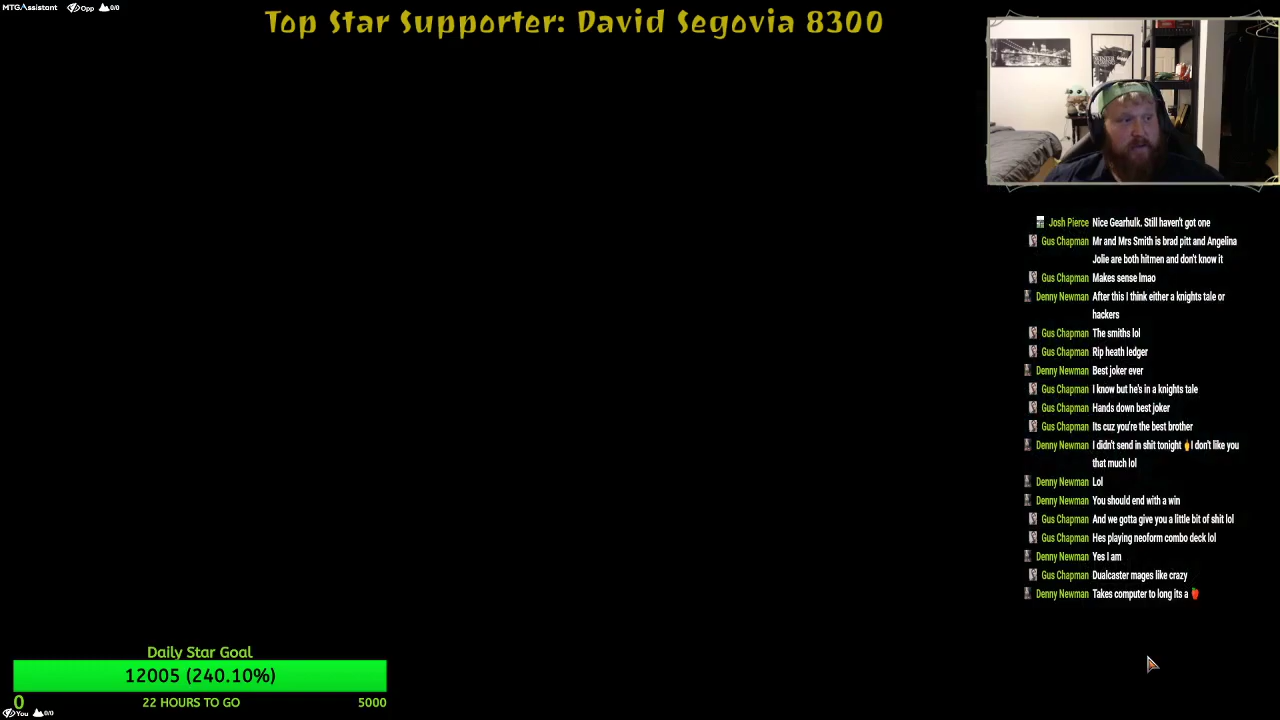 MTGAssistant Opp 0/0
Top Star Supporter: David Segovia 8300
Josh Pierce Nice Gearhulk. Still haven't got one
Gus Chapman Mr and Mrs Smith is brad pitt and Angelina
Jolie are both hitmen and don't know it
Gus Chapman Makes sense lmao
Denny Newman After this I think either a knights tale or
hackers
Gus Chapman The smiths lol
Gus Chapman Rip heath ledger
Denny Newman Best joker ever
Gus Chapman I know but he's in a knights tale
Gus Chapman Hands down best joker
Gus Chapman Its cuz you're the best brother
Denny Newman I didn't send in shit tonight 🖕I don't like you
that much lol
Denny Newman Lol
Denny Newman You should end with a win
Gus Chapman And we gotta give you a little bit of shit lol
Gus Chapman Hes playing neoform combo deck lol
Denny Newman Yes I am
Gus Chapman Dualcaster mages like crazy
Denny Newman Takes computer to long its a 🍎
Daily Star Goal
12005 (240.10%)
0 22 HOURS TO GO 5000
You 0/0